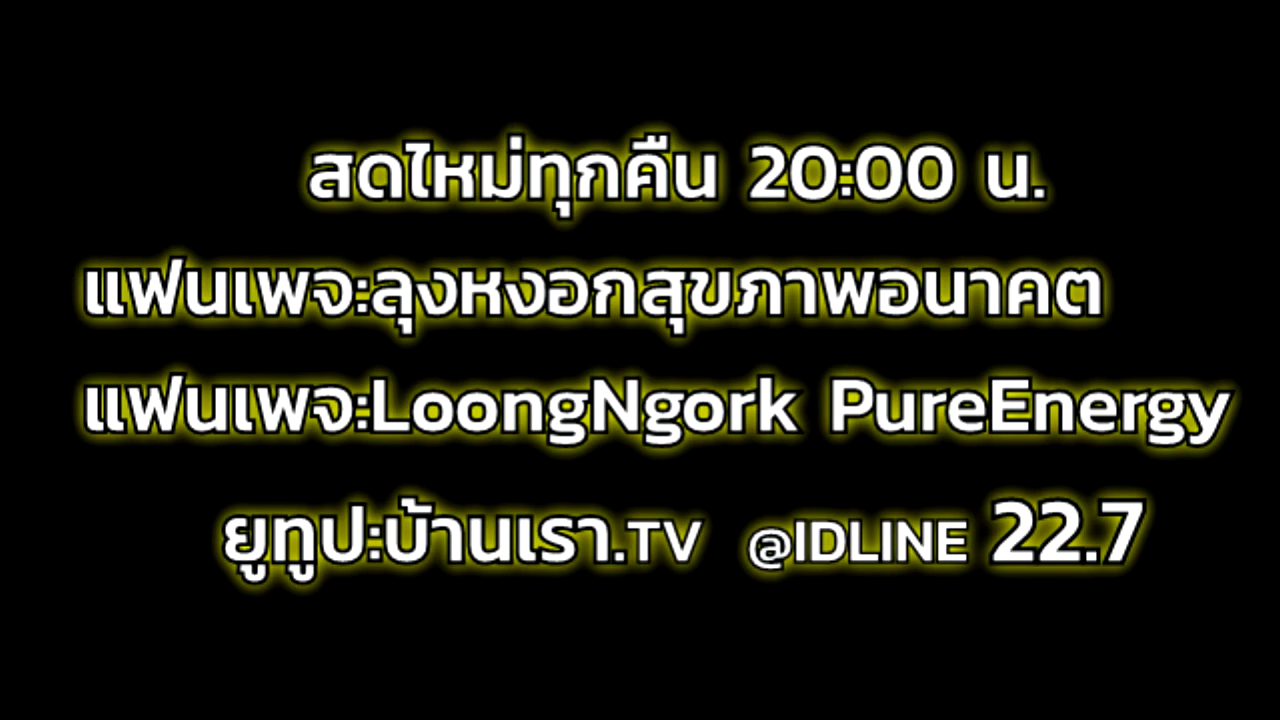 สดไหม่ทุกคืน 20:00 น.
แฟนเพจ:ลุงหงอกสุขภาพอนาคต
แฟนเพจ:LoongNgork PureEnergy
ยูทูป:บ้านเรา.TV @IDLINE 22.7